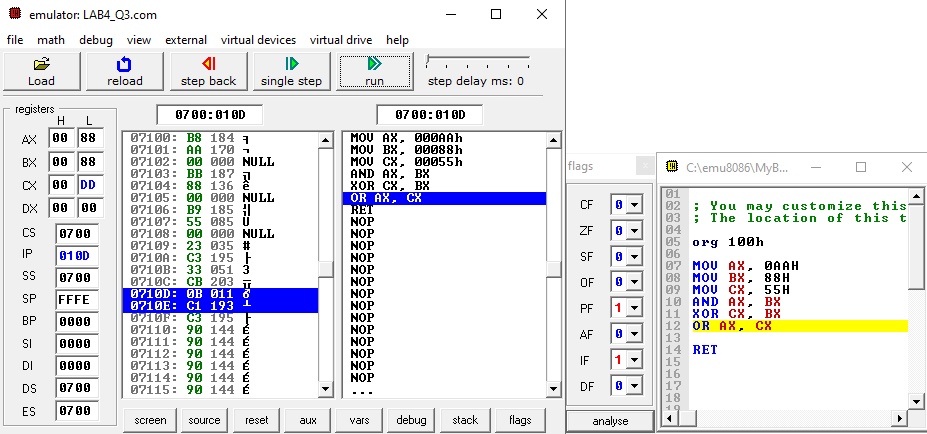 emulator: LAB4_Q3.com
file math debug view external virtual devices virtual drive help
Load reload step back single step run step delay ms: 0
registers
H L
AX 00 88
BX 00 88
CX 00 DD
DX 00 00
CS 0700
IP 010D
SS 0700
SP FFFE
BP 0000
SI 0000
DI 0000
DS 0700
ES 0700
0700:010D
07100: B8 184 ╕
07101: AA 170 ¬
07102: 00 000 NULL
07103: BB 187 ╗
07104: 88 136 ê
07105: 00 000 NULL
07106: B9 185 ╣
07107: 55 085 U
07108: 00 000 NULL
07109: 23 035 #
0710A: C3 195 ├
0710B: 33 051 3
0710C: CB 203 ╦
0710D: 0B 011 ♂
0710E: C1 193 ┴
0710F: C3 195 ├
07110: 90 144 É
07111: 90 144 É
07112: 90 144 É
07113: 90 144 É
07114: 90 144 É
07115: 90 144 É
0700:010D
MOV AX, 000AAh
MOV BX, 00088h
MOV CX, 00055h
AND AX, BX
XOR CX, BX
OR AX, CX
RET
NOP
NOP
NOP
NOP
NOP
NOP
NOP
NOP
NOP
NOP
NOP
NOP
NOP
NOP
...
screen source reset aux vars debug stack flags
flags
CF 0
ZF 0
SF 0
OF 0
PF 1
AF 0
IF 1
DF 0
analyse
C:\emu8086\MyB...
01
02 ; You may customize this
03 ; The location of this t
04
05 org 100h
06
07 MOV AX, 0AAH
08 MOV BX, 88H
09 MOV CX, 55H
10 AND AX, BX
11 XOR CX, BX
12 OR AX, CX
13
14 RET
15
16
17
18